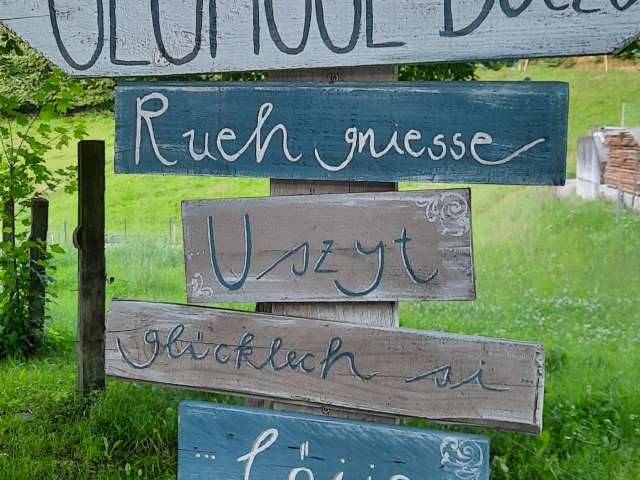 Rueh gniesse
Uszyt
glücklech si